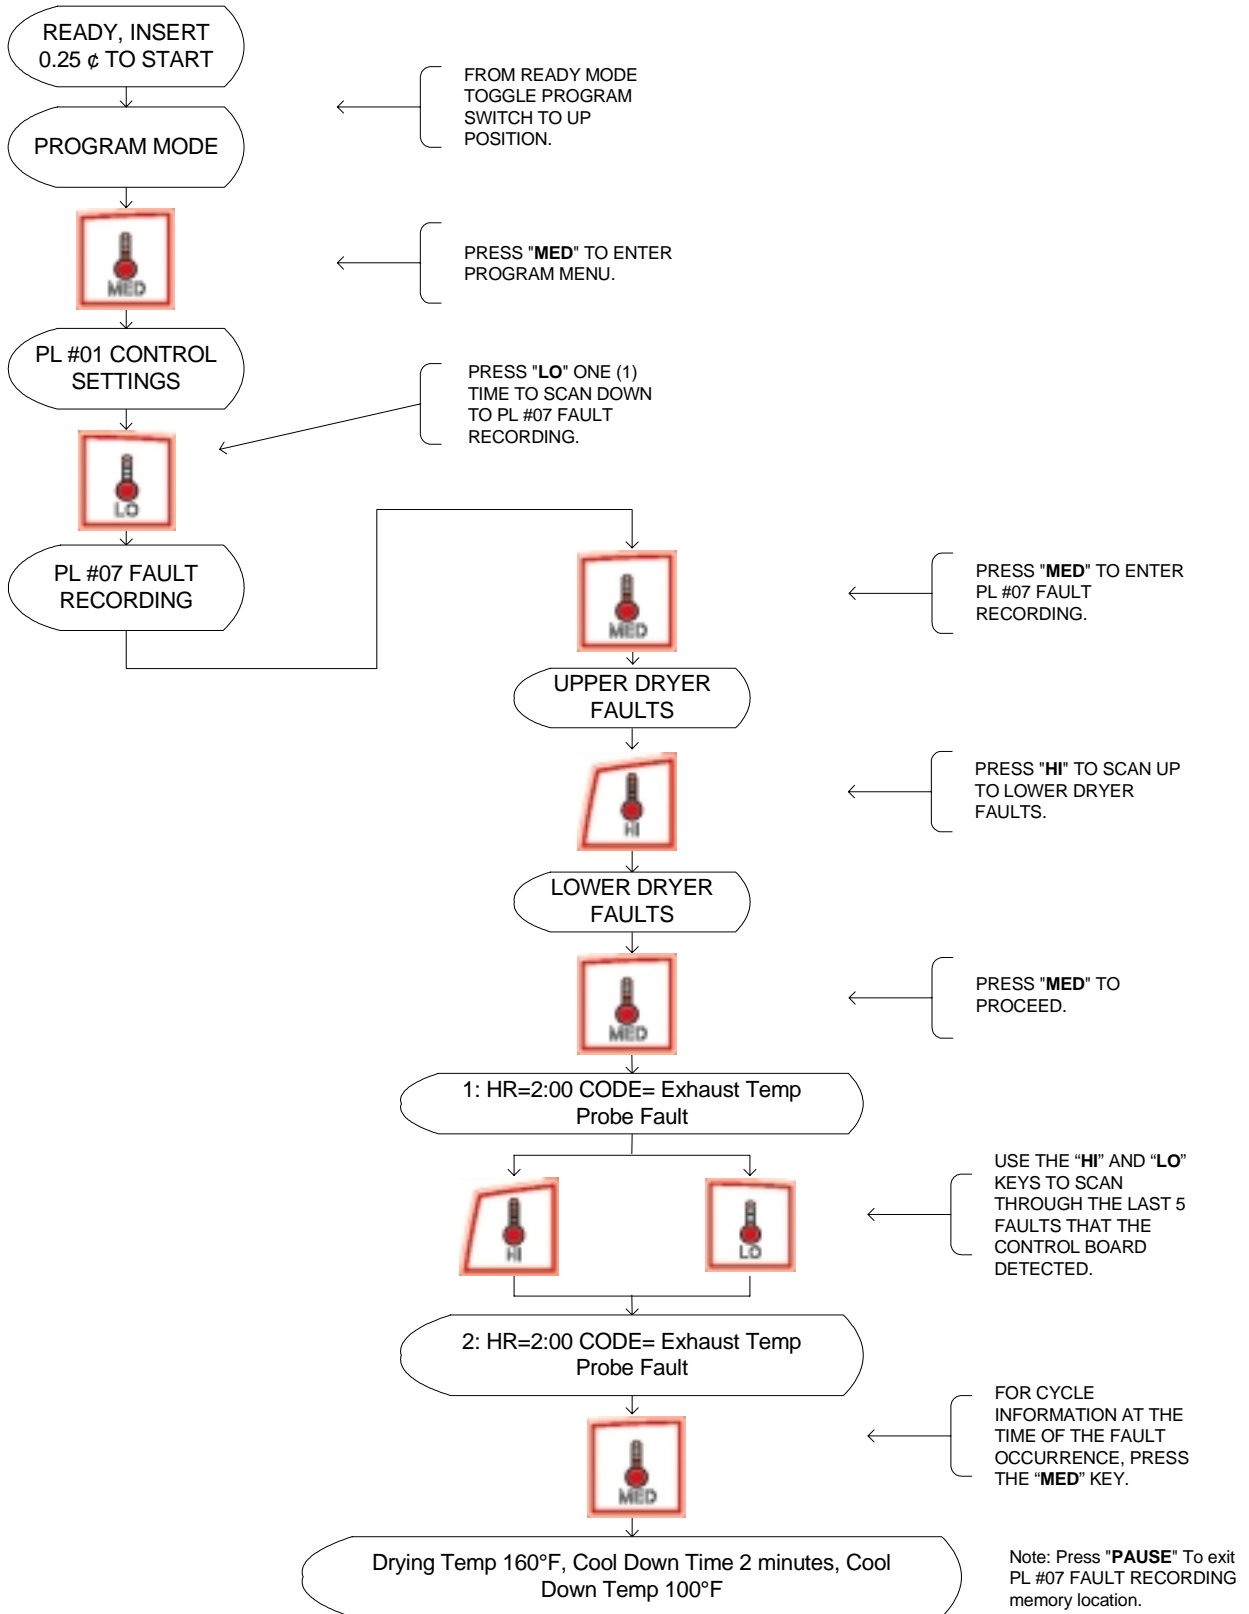 READY, INSERT
0.25 ¢ TO START
FROM READY MODE
TOGGLE PROGRAM
SWITCH TO UP
POSITION.
PROGRAM MODE
MED
PRESS "MED" TO ENTER
PROGRAM MENU.
PL #01 CONTROL
SETTINGS
PRESS "LO" ONE (1)
TIME TO SCAN DOWN
TO PL #07 FAULT
RECORDING.
LO
PL #07 FAULT
RECORDING
MED
PRESS "MED" TO ENTER
PL #07 FAULT
RECORDING.
UPPER DRYER
FAULTS
HI
PRESS "HI" TO SCAN UP
TO LOWER DRYER
FAULTS.
LOWER DRYER
FAULTS
MED
PRESS "MED" TO
PROCEED.
1: HR=2:00 CODE= Exhaust Temp
Probe Fault
HI
LO
USE THE “HI” AND “LO”
KEYS TO SCAN
THROUGH THE LAST 5
FAULTS THAT THE
CONTROL BOARD
DETECTED.
2: HR=2:00 CODE= Exhaust Temp
Probe Fault
MED
FOR CYCLE
INFORMATION AT THE
TIME OF THE FAULT
OCCURRENCE, PRESS
THE “MED” KEY.
Drying Temp 160°F, Cool Down Time 2 minutes, Cool
Down Temp 100°F
Note: Press "PAUSE" To exit
PL #07 FAULT RECORDING
memory location.